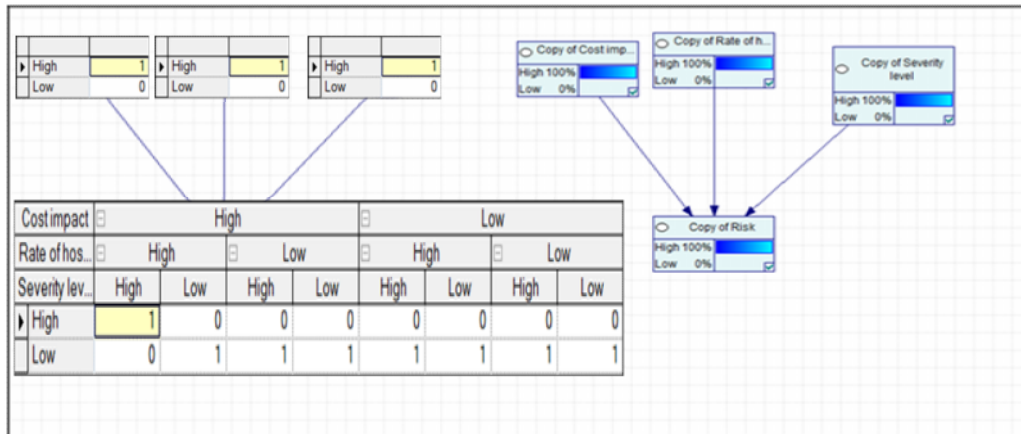 High 1
Low 0
High 1
Low 0
High 1
Low 0
Copy of Cost imp...
High 100%
Low 0%
Copy of Rate of h...
High 100%
Low 0%
Copy of Severity
level
High 100%
Low 0%
Cost impact High Low
Rate of hos... High Low High Low
Severity lev... High Low High Low High Low High Low
High 1 0 0 0 0 0 0 0
Low 0 1 1 1 1 1 1 1
Copy of Risk
High 100%
Low 0%